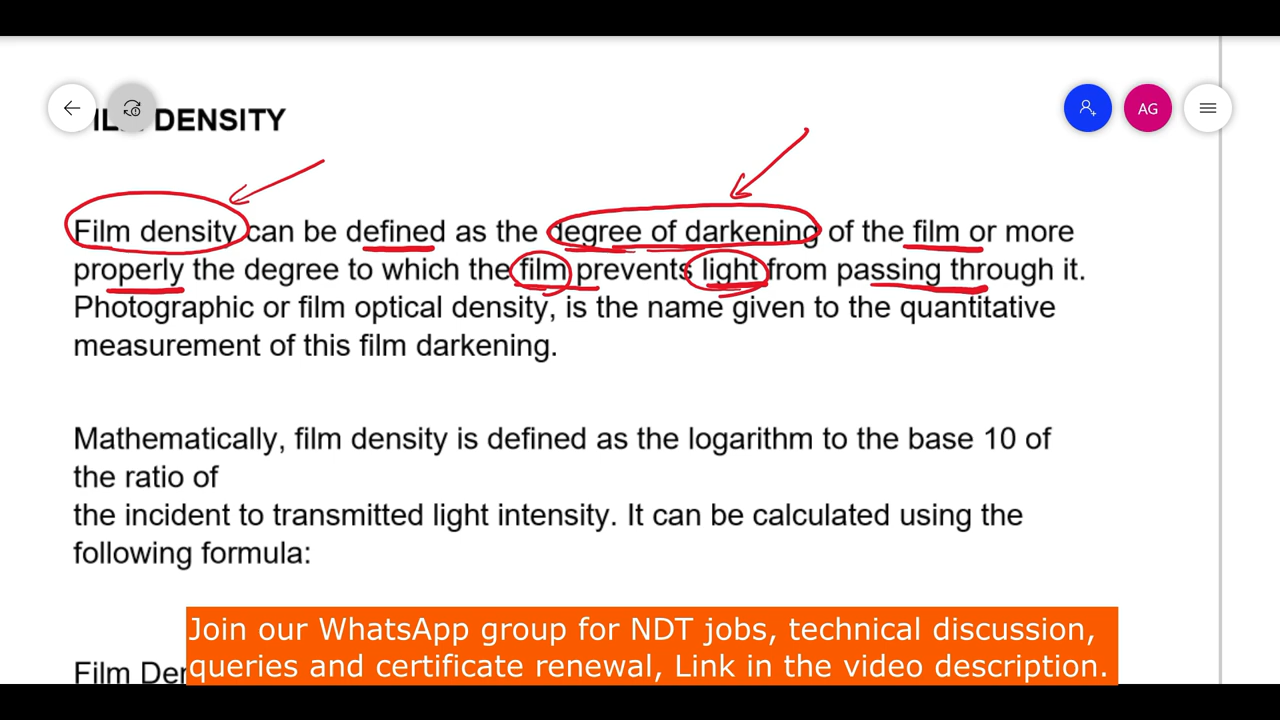 FILM DENSITY
AG
Film density can be defined as the degree of darkening of the film or more
properly the degree to which the film prevents light from passing through it.
Photographic or film optical density, is the name given to the quantitative
measurement of this film darkening.
Mathematically, film density is defined as the logarithm to the base 10 of
the ratio of
the incident to transmitted light intensity. It can be calculated using the
following formula:
Film
Join our WhatsApp group for NDT jobs, technical discussion,
queries and certificate renewal, Link in the video description.